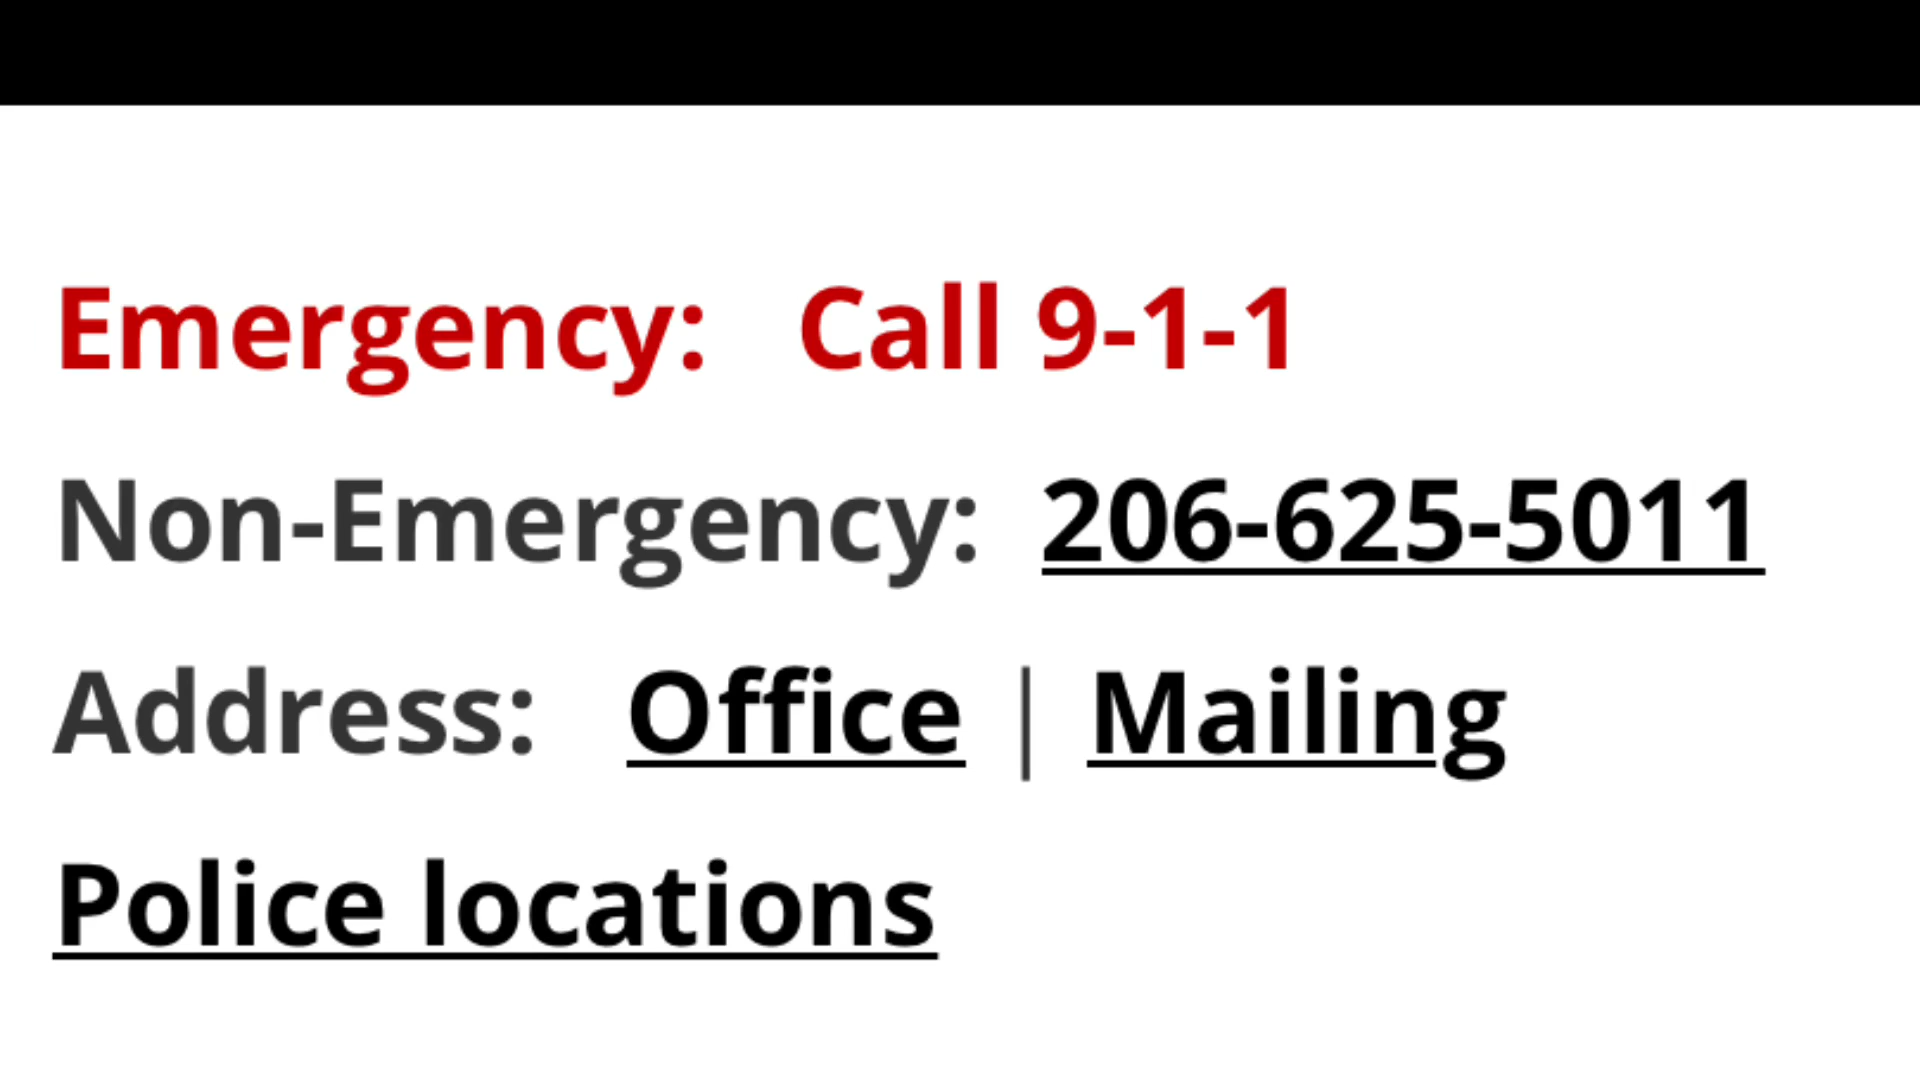 Emergency: Call 9-1-1
Non-Emergency: 206-625-5011
Address: Office | Mailing
Police locations